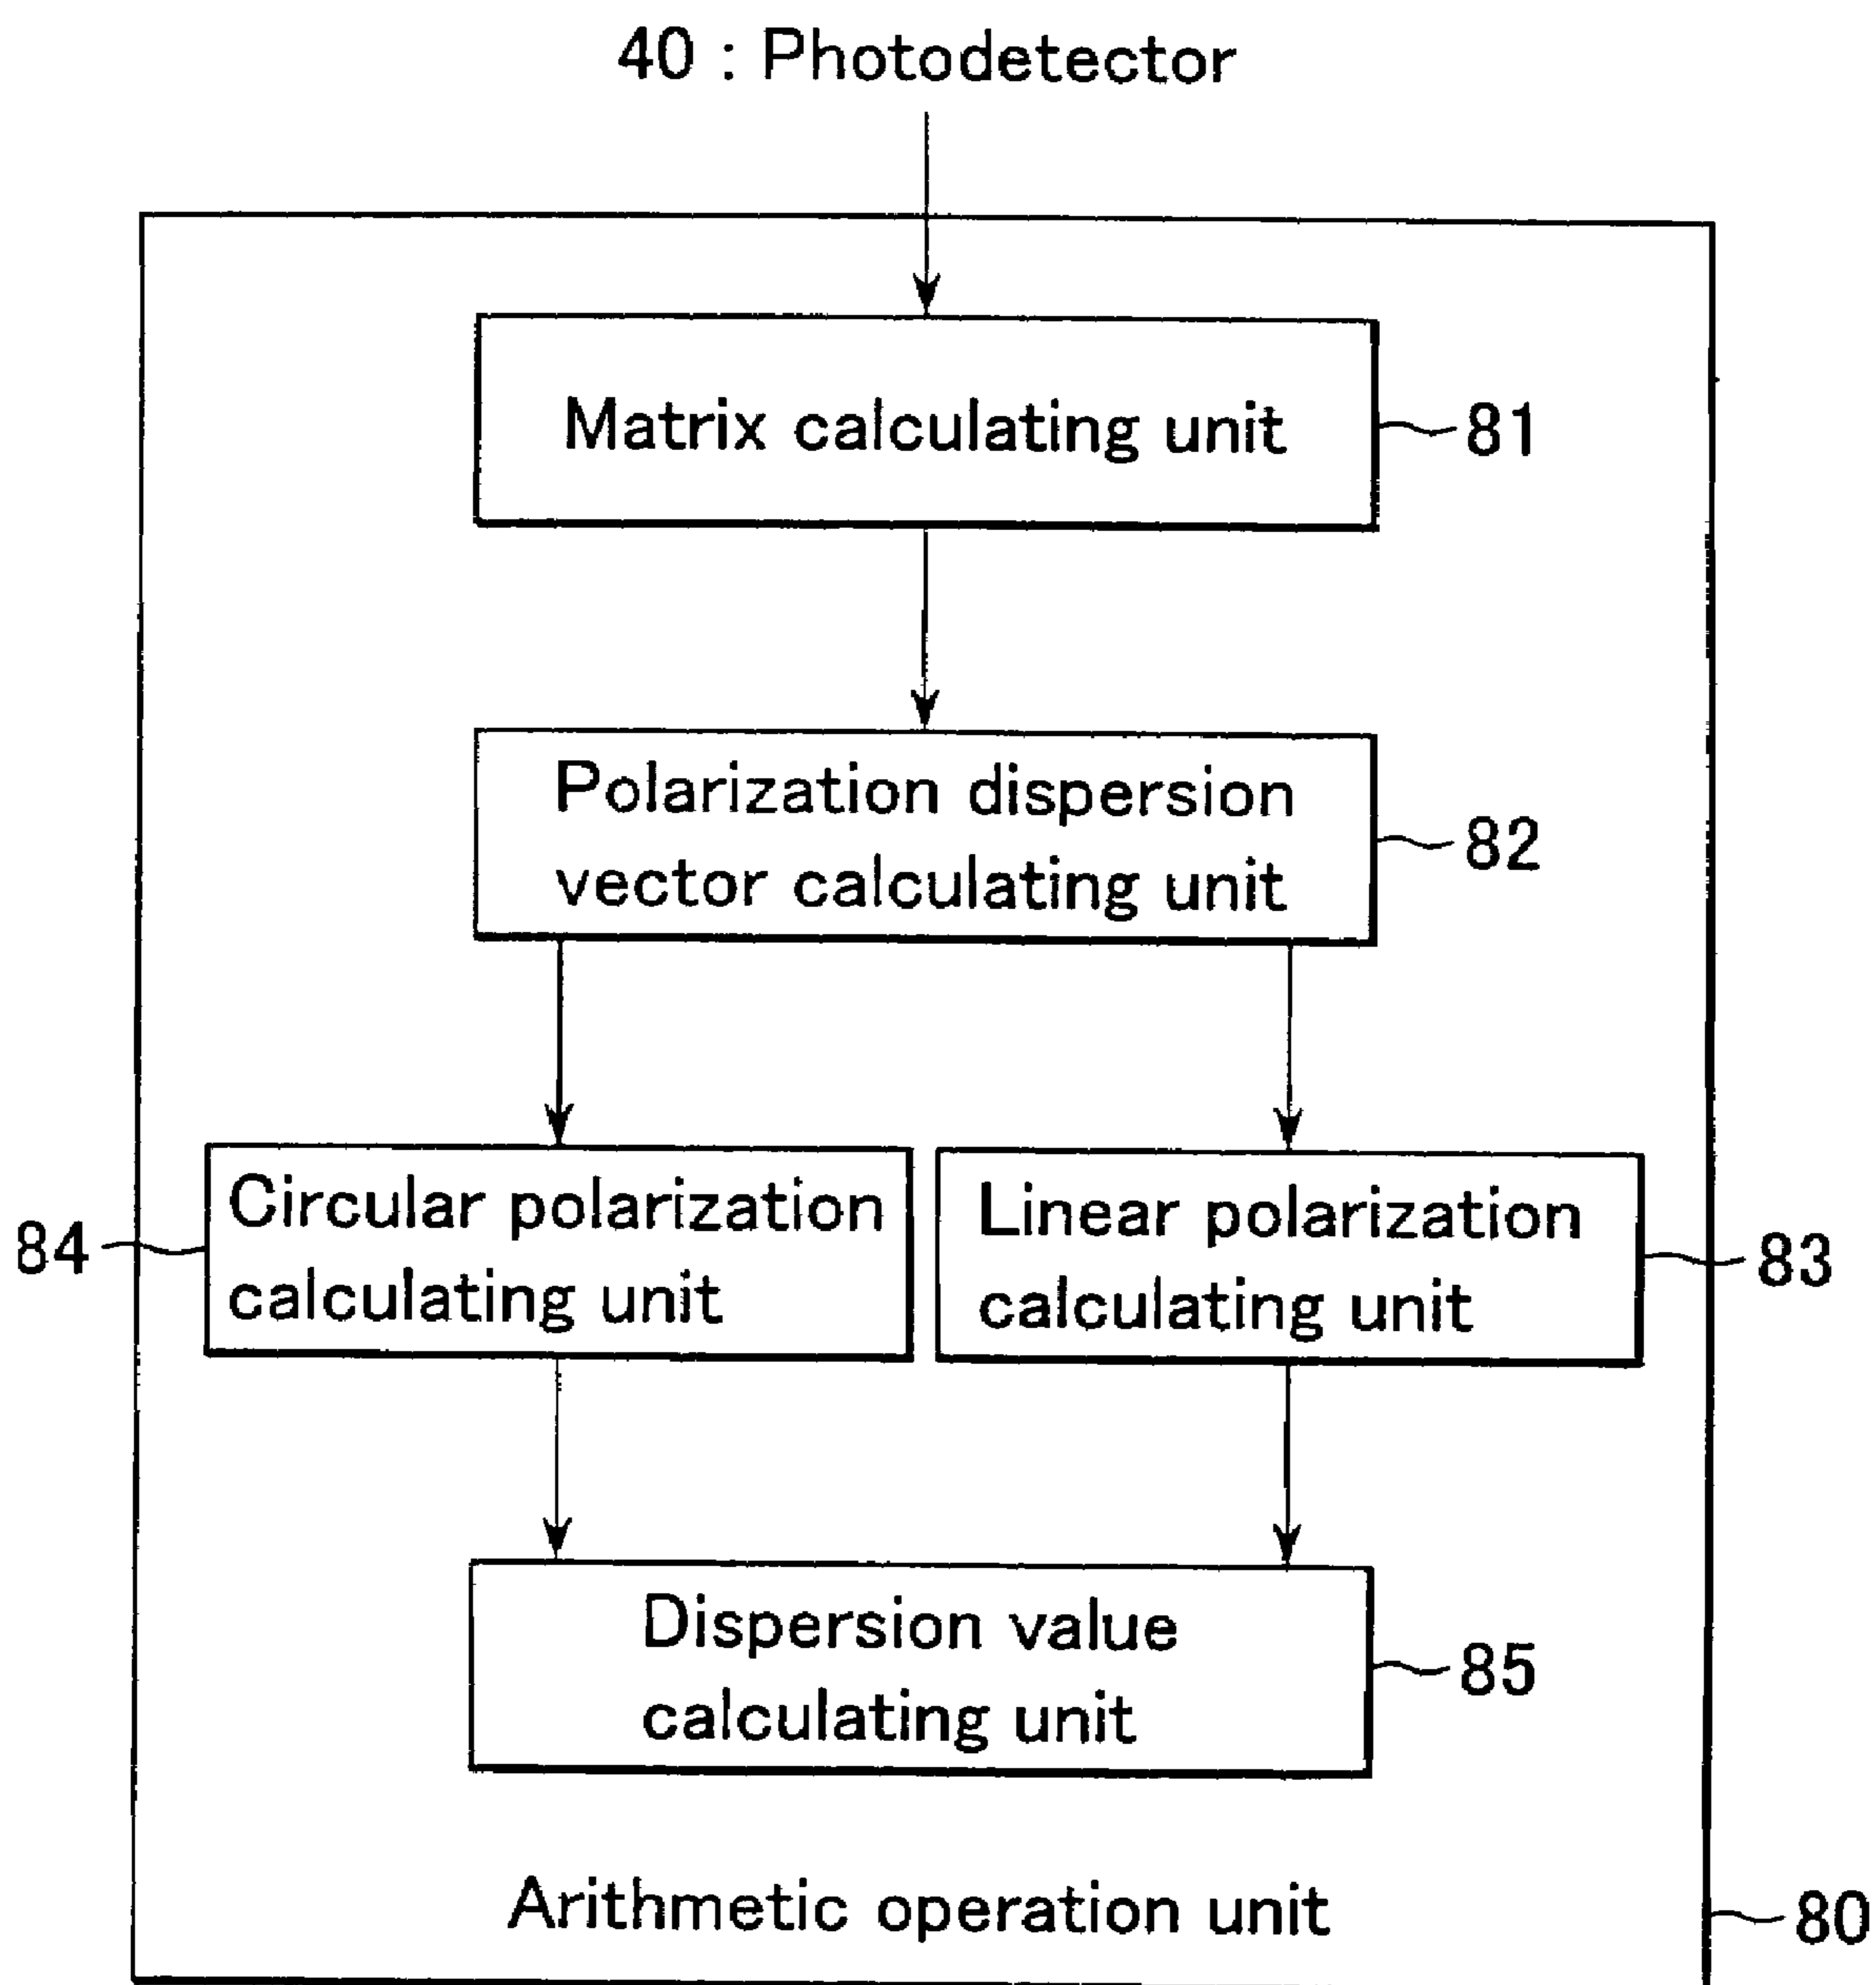 40 : Photodetector
Matrix calculating unit
81
Polarization dispersion
vector calculating unit
82
84
Circular polarization
calculating unit
Linear polarization
calculating unit
83
Dispersion value
calculating unit
85
Arithmetic operation unit
80